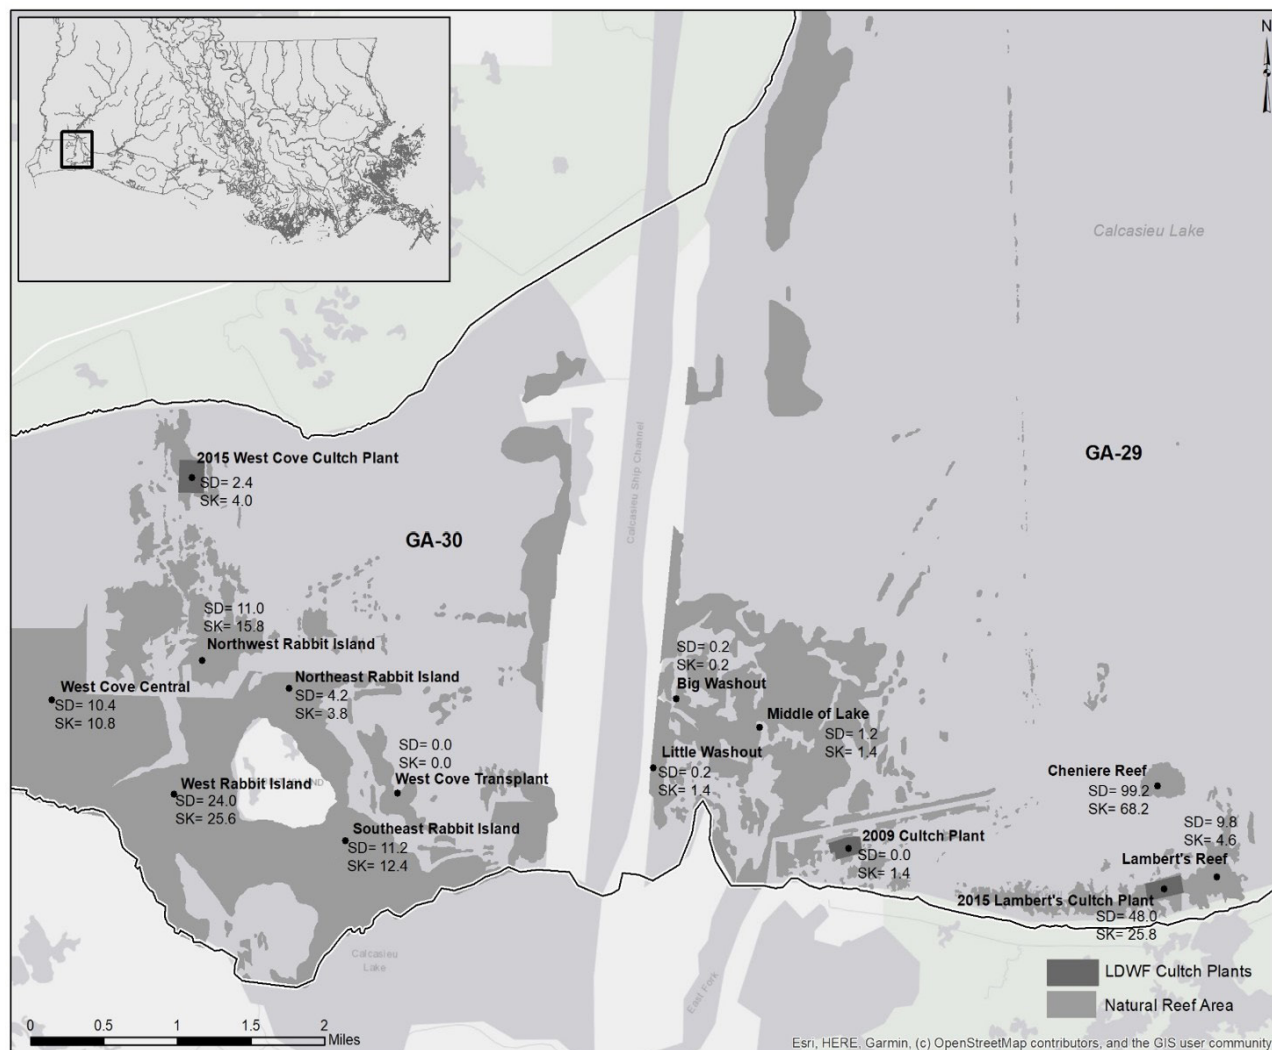 N
Calcasieu Lake
GA-29
Calcasieu Ship Channel
2015 West Cove Cultch Plant
SD= 2.4
SK= 4.0
GA-30
SD= 11.0
SK= 15.8
Northwest Rabbit Island
Northeast Rabbit Island
SD= 4.2
SK= 3.8
West Cove Central
SD= 10.4
SK= 10.8
SD= 0.0
SK= 0.0
West Cove Transplant
West Rabbit Island
SD= 24.0
SK= 25.6
Southeast Rabbit Island
SD= 11.2
SK= 12.4
SD= 0.2
SK= 0.2
Big Washout
Middle of Lake
SD= 1.2
SK= 1.4
Little Washout
SD= 0.2
SK= 1.4
Cheniere Reef
SD= 99.2
SK= 68.2
2009 Cultch Plant
SD= 0.0
SK= 1.4
SD= 9.8
SK= 4.6
Lambert's Reef
2015 Lambert's Cultch Plant
SD= 48.0
SK= 25.8
Calcasieu
Lake
East Fork
LDWF Cultch Plants
Natural Reef Area
0 0.5 1 1.5 2
Miles
Esri, HERE, Garmin, (c) OpenStreetMap contributors, and the GIS user community